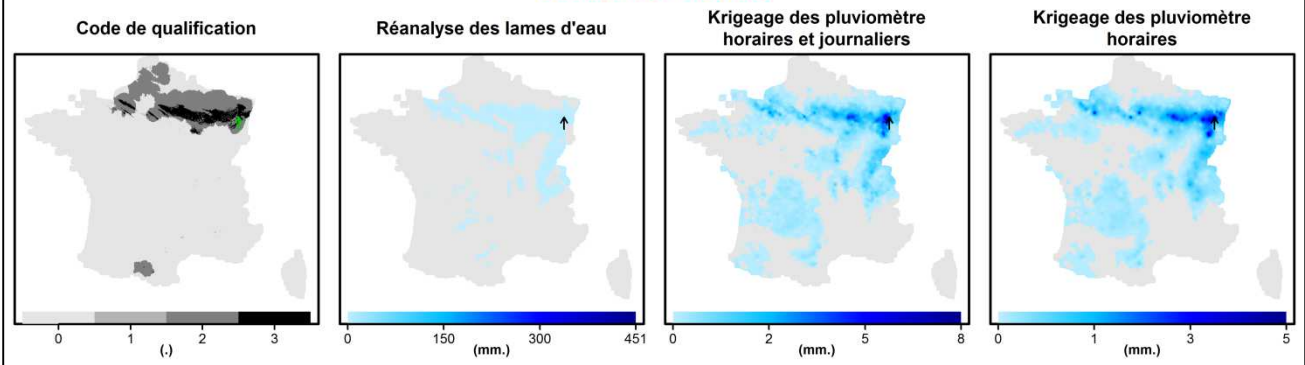 Code de qualification
Réanalyse des lames d'eau
Krigeage des pluviomètre
horaires et journaliers
Krigeage des pluviomètre
horaires
0 1 2 3
(.)
0 150 300 451
(mm.)
0 2 5 8
(mm.)
0 1 3 5
(mm.)